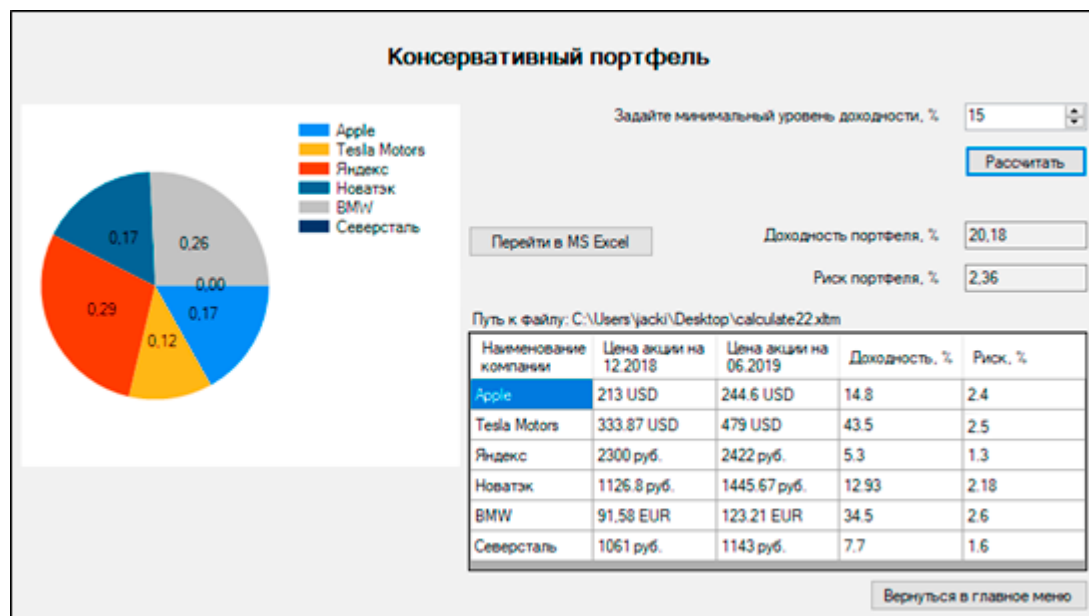 Консервативный портфель
Задайте минимальный уровень доходности, % 15
Рассчитать
Apple
Tesla Motors
Яндекс
Новатэк
BMW
Северсталь
0,17
0,26
0,00
0,17
0,29
0,12
Перейти в MS Excel
Доходность портфеля, % 20,18
Риск портфеля, % 2,36
Путь к файлу: C:\Users\jacki\Desktop\calculate22.xltm
Наименование компании Цена акции на 12.2018 Цена акции на 06.2019 Доходность, % Риск, %
Apple 213 USD 244.6 USD 14.8 2.4
Tesla Motors 333.87 USD 479 USD 43.5 2.5
Яндекс 2300 руб. 2422 руб. 5.3 1.3
Новатэк 1126.8 руб. 1445.67 руб. 12.93 2.18
BMW 91,58 EUR 123.21 EUR 34.5 2.6
Северсталь 1061 руб. 1143 руб. 7.7 1.6
Вернуться в главное меню